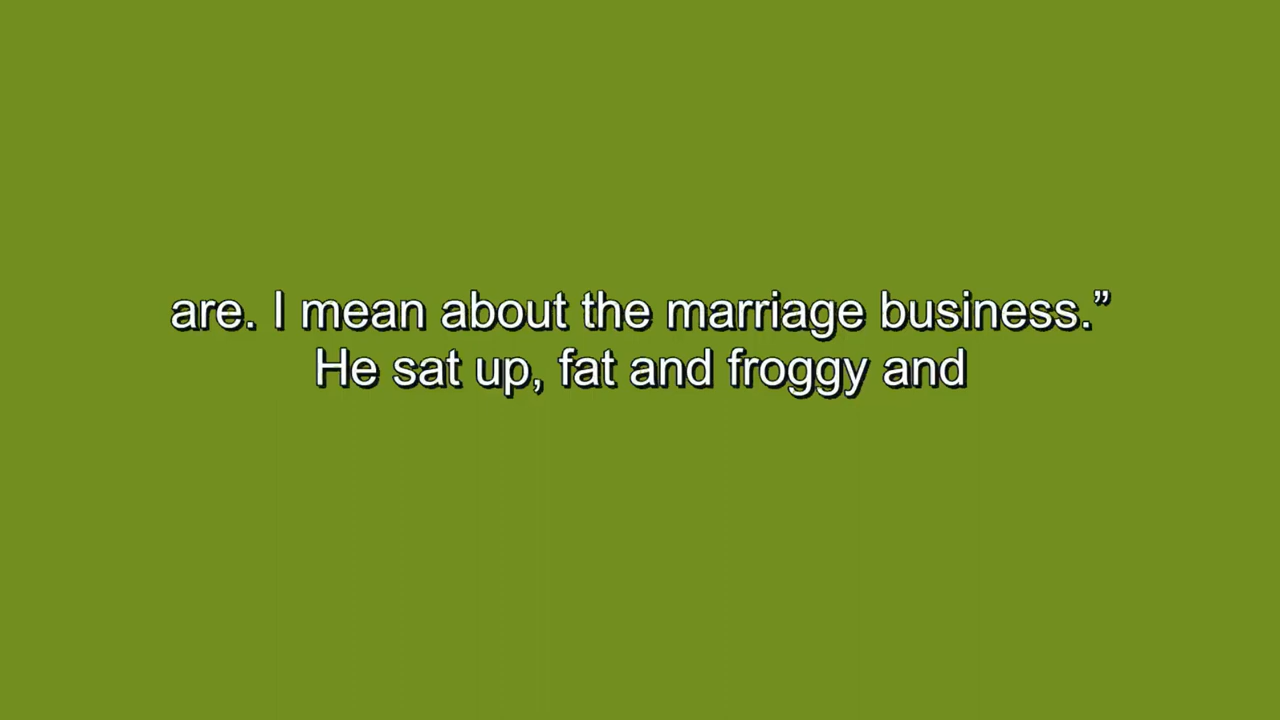 are. I mean about the marriage business.”
He sat up, fat and froggy and